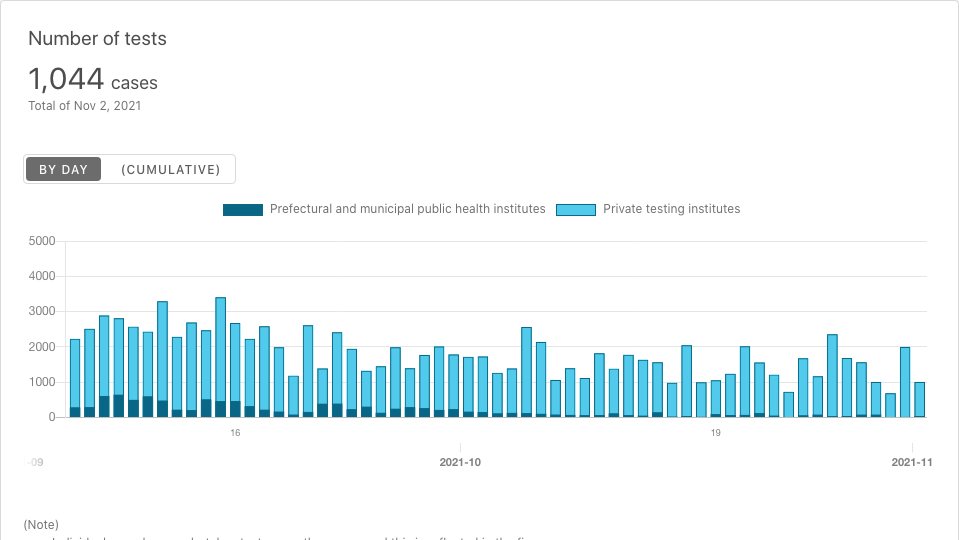 Number of tests
1,044 cases
Total of Nov 2, 2021
BY DAY (CUMULATIVE)
Prefectural and municipal public health institutes Private testing institutes
5000
4000
3000
2000
1000
0
16 19
-09 2021-10 2021-11
(Note)